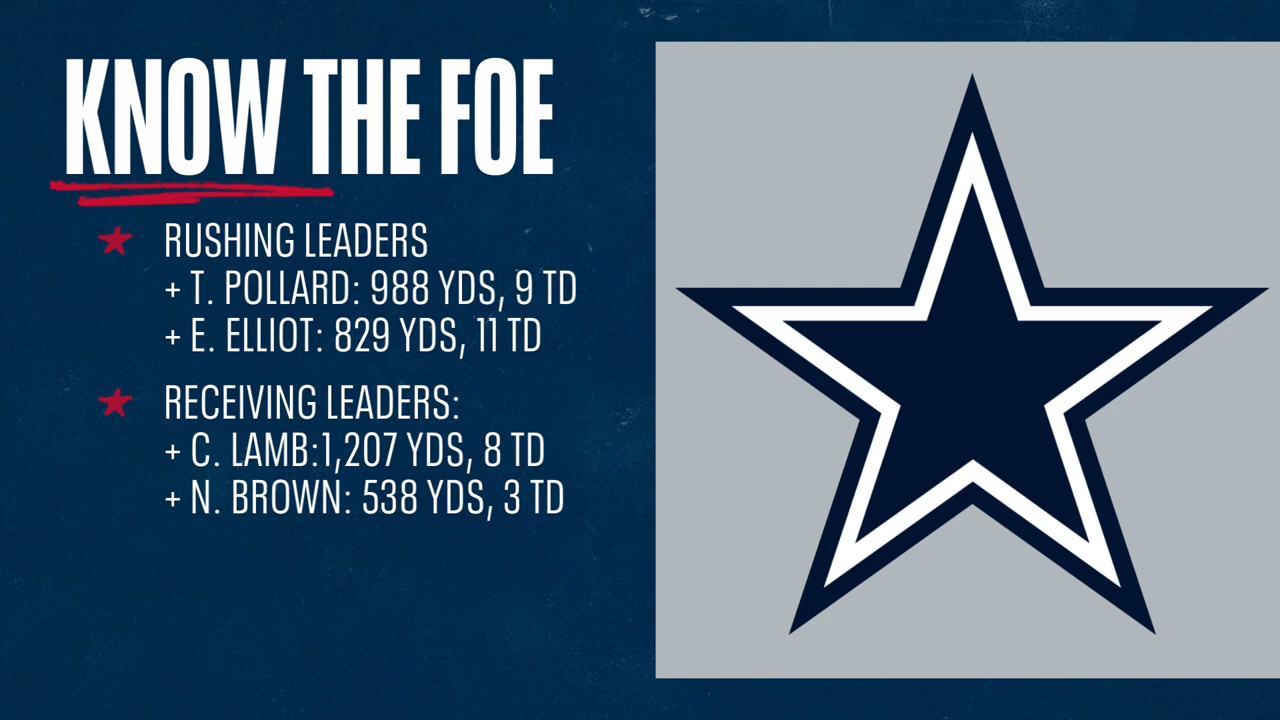 KNOW THE FOE
RUSHING LEADERS
+ T. POLLARD: 988 YDS, 9 TD
+ E. ELLIOT: 829 YDS, 11 TD
RECEIVING LEADERS:
+ C. LAMB:1,207 YDS, 8 TD
+ N. BROWN: 538 YDS, 3 TD